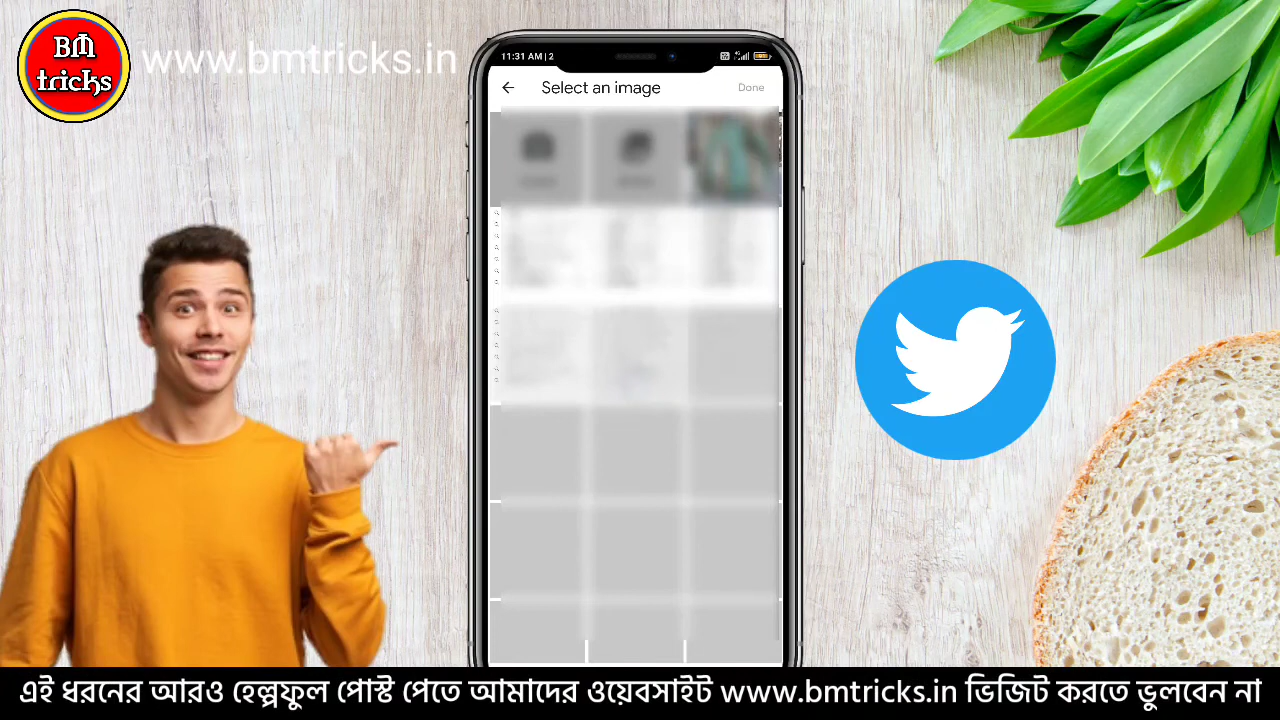 BM
tricks
www.bmtricks.in
11:31 AM | 2
Select an image
Done
এই ধরনের আরও হেল্পফুল পোস্ট পেতে আমাদের ওয়েবসাইট www.bmtricks.in ভিজিট করতে ভুলবেন না